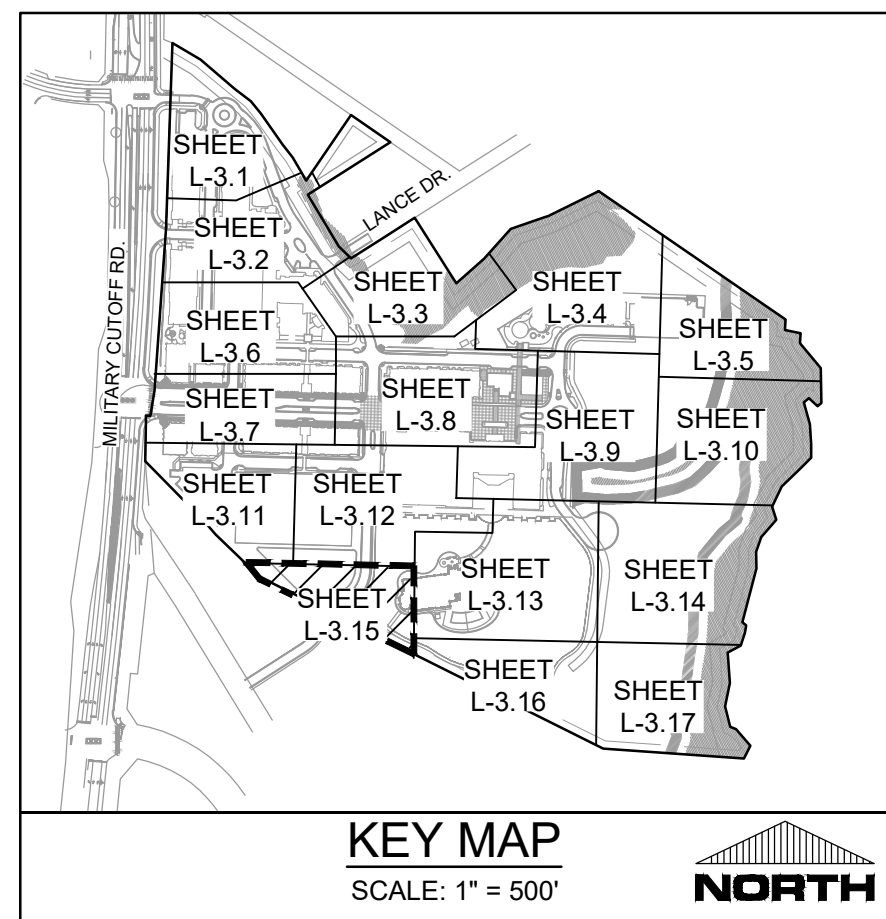 SHEET
L-3.1
LANCE DR.
SHEET
L-3.2
MILITARY CUTOFF RD.
SHEET
L-3.3
SHEET
L-3.4
SHEET
L-3.5
SHEET
L-3.6
SHEET
L-3.7
SHEET
L-3.8
SHEET
L-3.9
SHEET
L-3.10
SHEET
L-3.11
SHEET
L-3.12
SHEET
L-3.13
SHEET
L-3.14
SHEET
L-3.15
SHEET
L-3.16
SHEET
L-3.17
KEY MAP
SCALE: 1" = 500'
NORTH